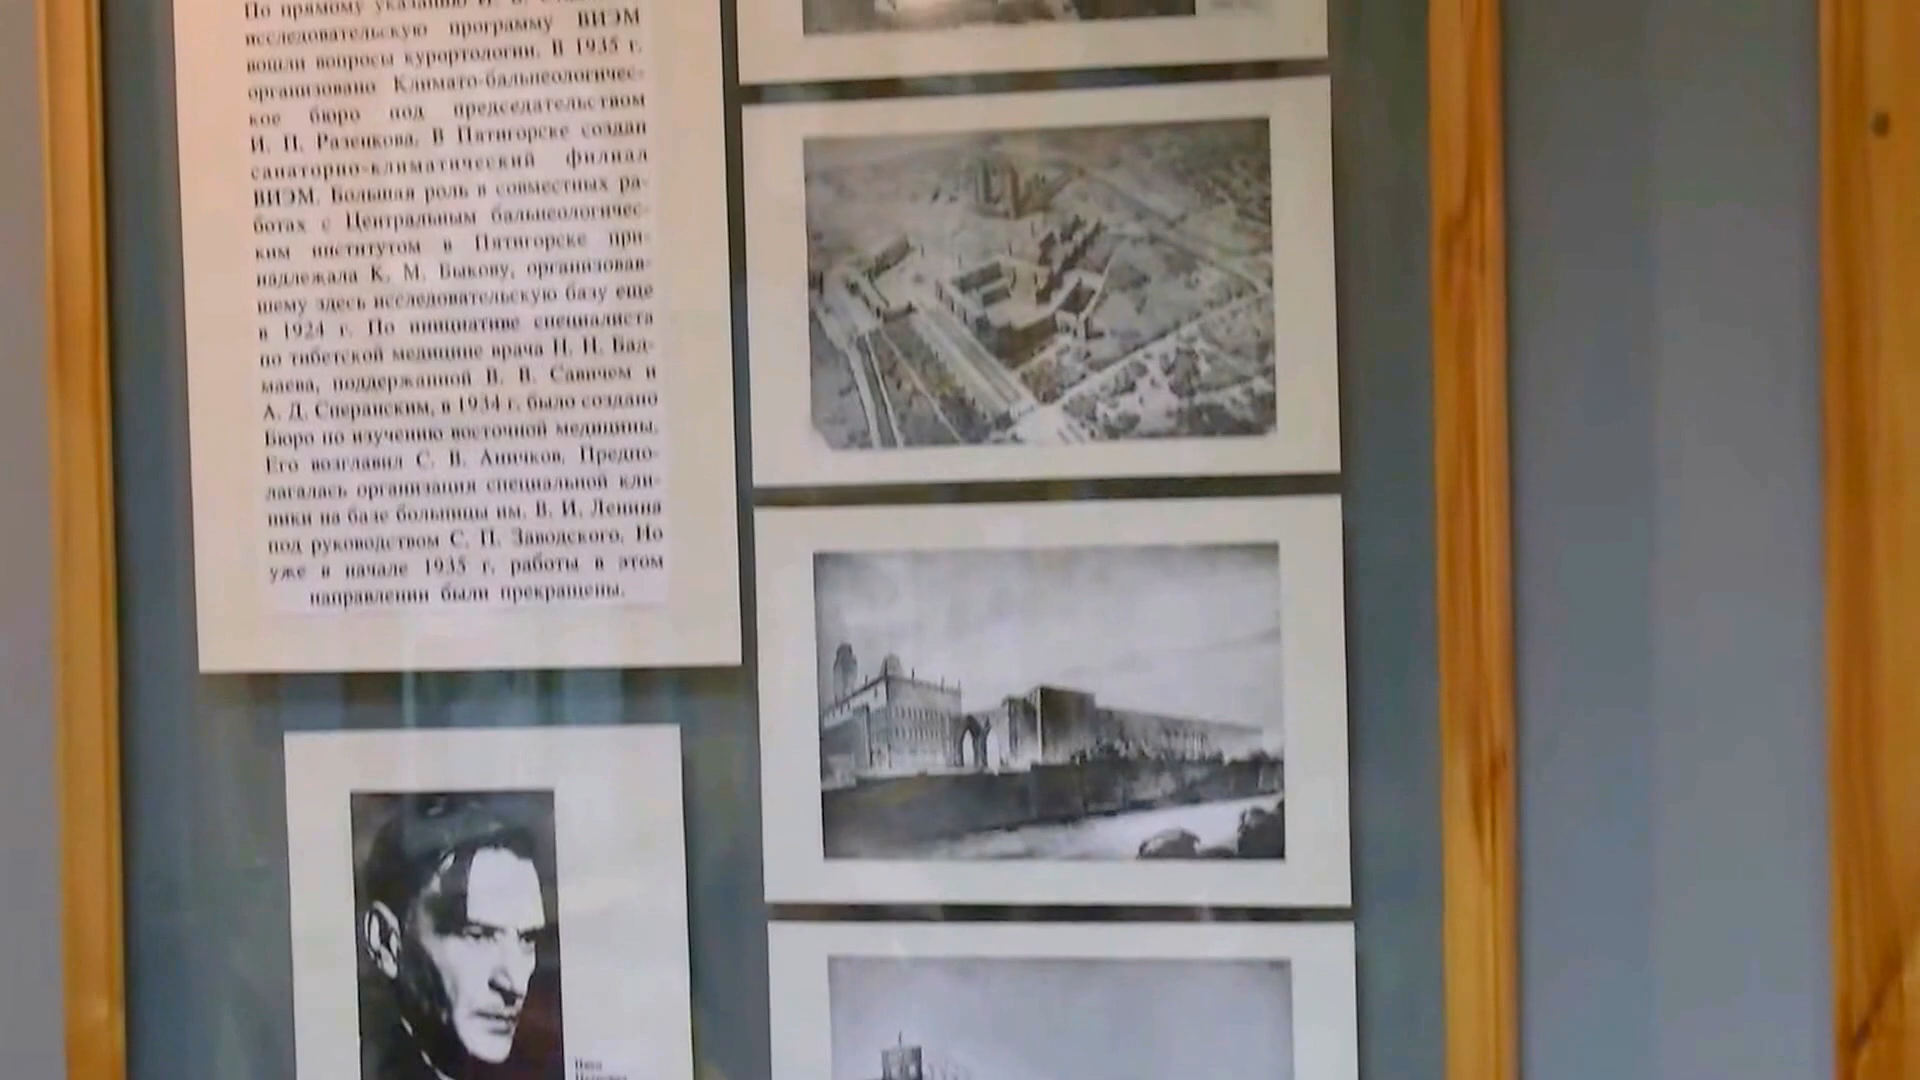 По прямому указанию И. В.
исследовательскую программу ВИЭМ
вошли вопросы курортологии. В 1935 г.
организовано Климато-бальнеологичес-
кое бюро под председательством
И. П. Разенкова. В Пятигорске создан
санаторно-климатический филиал
ВИЭМ. Большая роль в совместных ра-
ботах с Центральным бальнеологичес-
ким институтом в Пятигорске при-
надлежала К. М. Быкову, организовав-
шему здесь исследовательскую базу еще
в 1924 г. По инициативе специалиста
по тибетской медицине врача Н. Н. Бад-
маева, поддержанной В. В. Савичем и
А. Д. Сперанским, в 1934 г. было создано
Бюро по изучению восточной медицины.
Его возглавил С. В. Аничков. Предпо-
лагалась организация специальной кли-
ники на базе больницы им. В. И. Ленина
под руководством С. П. Заводского. Но
уже в начале 1935 г. работы в этом
направлении были прекращены.